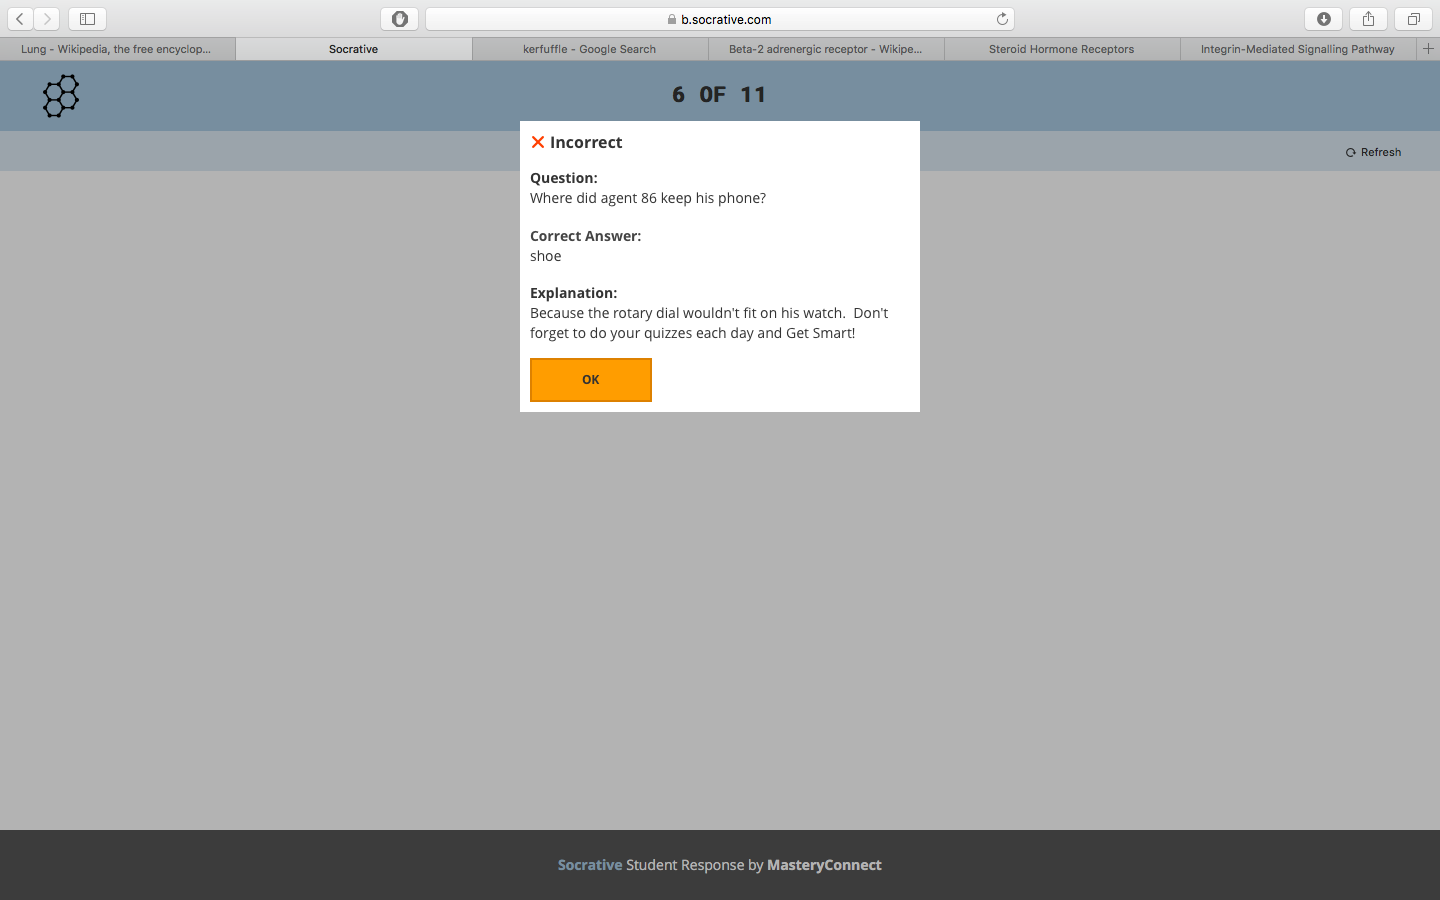 b.socrative.com
Lung - Wikipedia, the free encyclop...
Socrative
kerfuffle - Google Search
Beta-2 adrenergic receptor - Wikipe...
Steroid Hormone Receptors
Integrin-Mediated Signalling Pathway
6 OF 11
Refresh
Incorrect
Question:
Where did agent 86 keep his phone?
Correct Answer:
shoe
Explanation:
Because the rotary dial wouldn't fit on his watch.  Don't
forget to do your quizzes each day and Get Smart!
OK
Socrative Student Response by MasteryConnect